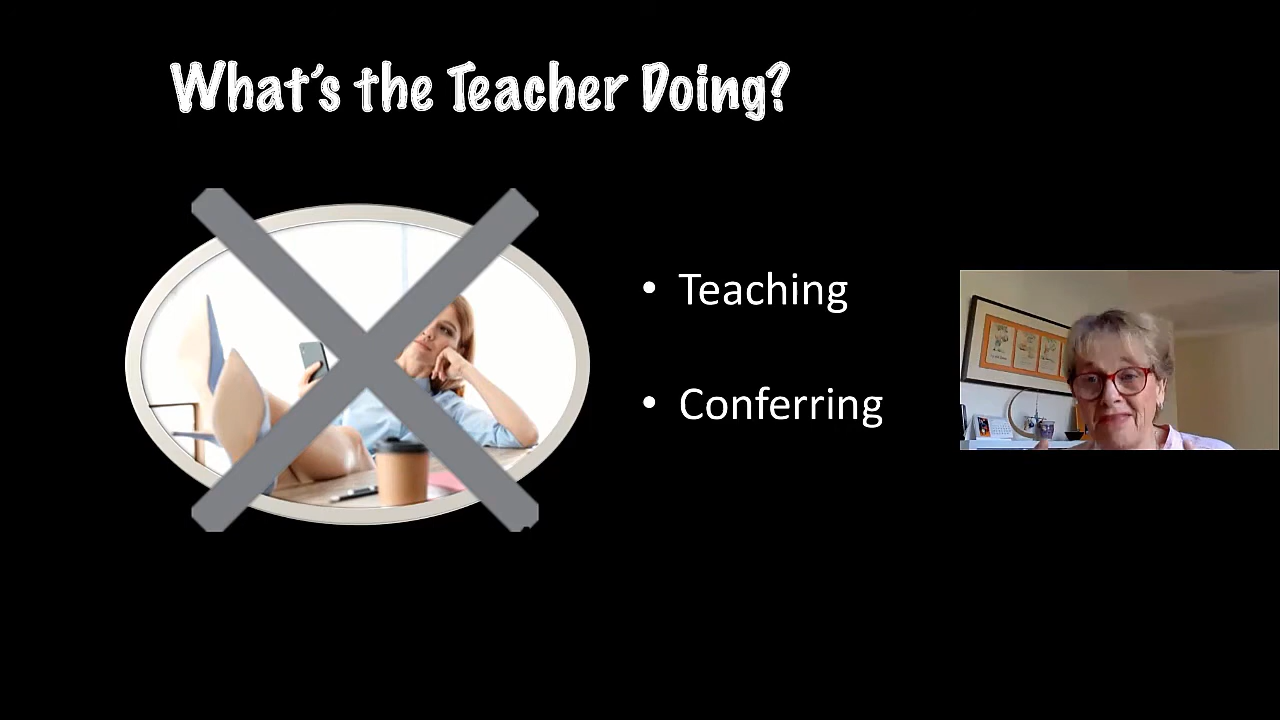 What's the Teacher Doing?
• Teaching
• Conferring